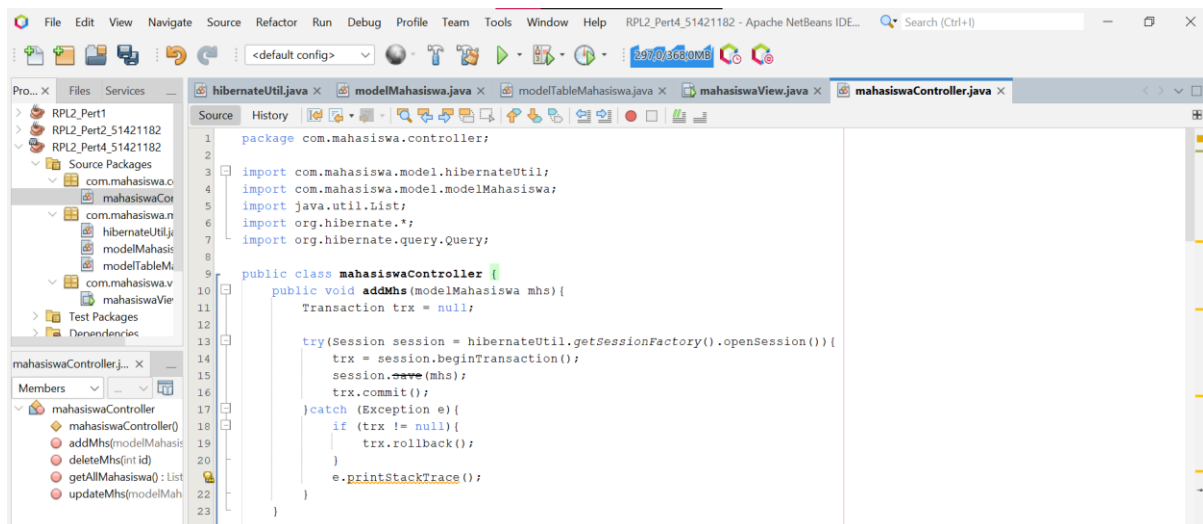 File Edit View Navigate Source Refactor Run Debug Profile Team Tools Window Help RPL2_Pert4_51421182 - Apache NetBeans IDE... Search (Ctrl+I)
<default config> 297,0/368,0MB
Pro... Files Services
hibernateUtil.java modelMahasiswa.java modelTableMahasiswa.java mahasiswaView.java mahasiswaController.java
RPL2_Pert1
RPL2_Pert2_51421182
RPL2_Pert4_51421182
Source Packages
com.mahasiswa.c
mahasiswaCor
com.mahasiswa.m
hibernateUtil.ja
modelMahasis
modelTableMa
com.mahasiswa.v
mahasiswaVie
Test Packages
Dependencies
mahasiswaController.j...
Members
mahasiswaController
mahasiswaController()
addMhs(modelMahasis
deleteMhs(int id)
getAllMahasiswa() : List
updateMhs(modelMah
Source History
1 package com.mahasiswa.controller;
2
3 import com.mahasiswa.model.hibernateUtil;
4 import com.mahasiswa.model.modelMahasiswa;
5 import java.util.List;
6 import org.hibernate.*;
7 import org.hibernate.query.Query;
8
9 public class mahasiswaController {
10 public void addMhs(modelMahasiswa mhs){
11 Transaction trx = null;
12
13 try(Session session = hibernateUtil.getSessionFactory().openSession()){
14 trx = session.beginTransaction();
15 session.save(mhs);
16 trx.commit();
17 }catch (Exception e){
18 if (trx != null){
19 trx.rollback();
20 }
e.printStackTrace();
22 }
23 }